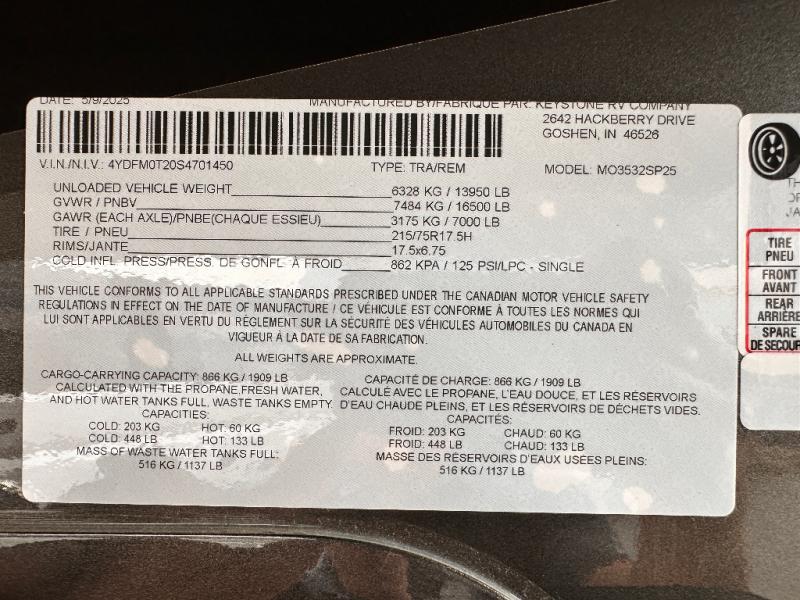 DATE: 5/9/2025 MANUFACTURED BY/FABRIQUE PAR: KEYSTONE RV COMPANY
2642 HACKBERRY DRIVE
GOSHEN, IN 46526
V.I.N./N.I.V.: 4YDFM0T20S4701450 TYPE: TRA/REM MODEL: MO3532SP25
UNLOADED VEHICLE WEIGHT 6328 KG / 13950 LB
GVWR / PNBV 7484 KG / 16500 LB
GAWR (EACH AXLE)/PNBE(CHAQUE ESSIEU) 3175 KG / 7000 LB
TIRE / PNEU 215/75R17.5H
RIMS/JANTE 17.5x6.75
COLD INFL. PRESS/PRESS. DE GONFL. À FROID 862 KPA / 125 PSI/LPC - SINGLE
THIS VEHICLE CONFORMS TO ALL APPLICABLE STANDARDS PRESCRIBED UNDER THE CANADIAN MOTOR VEHICLE SAFETY
REGULATIONS IN EFFECT ON THE DATE OF MANUFACTURE / CE VÉHICULE EST CONFORME À TOUTES LES NORMES QUI
LUI SONT APPLICABLES EN VERTU DU RÉGLEMENT SUR LA SÉCURITÉ DES VÉHICULES AUTOMOBILES DU CANADA EN
VIGUEUR À LA DATE DE SA FABRICATION.
ALL WEIGHTS ARE APPROXIMATE.
CARGO-CARRYING CAPACITY: 866 KG / 1909 LB
CALCULATED WITH THE PROPANE,FRESH WATER,
AND HOT WATER TANKS FULL, WASTE TANKS EMPTY.
CAPACITIES:
COLD: 203 KG HOT: 60 KG
COLD: 448 LB HOT: 133 LB
MASS OF WASTE WATER TANKS FULL:
516 KG / 1137 LB
CAPACITÉ DE CHARGE: 866 KG / 1909 LB
CALCULÉ AVEC LE PROPANE, L'EAU DOUCE, ET LES RÉSERVOIRS
D'EAU CHAUDE PLEINS, ET LES RÉSERVOIRS DE DÉCHETS VIDES.
CAPACITÉS:
FROID: 203 KG CHAUD: 60 KG
FROID: 448 LB CHAUD: 133 LB
MASSE DES RÉSERVOIRS D'EAUX USÉES PLEINS:
516 KG / 1137 LB
TIRE
PNEU
FRONT
AVANT
REAR
ARRIÈRE
SPARE
DE SECOUR